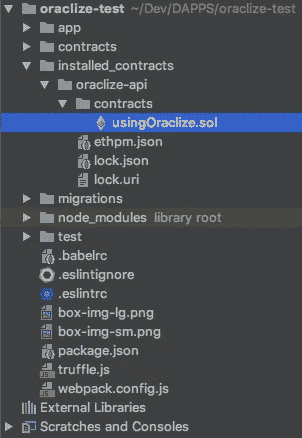 oraclize-test ~/Dev/DAPPS/oraclize-test
app
contracts
installed_contracts
oraclize-api
contracts
usingOraclize.sol
ethpm.json
lock.json
lock.uri
migrations
node_modules library root
test
.babelrc
.eslintignore
.eslintrc
box-img-lg.png
box-img-sm.png
package.json
truffle.js
webpack.config.js
External Libraries
Scratches and Consoles